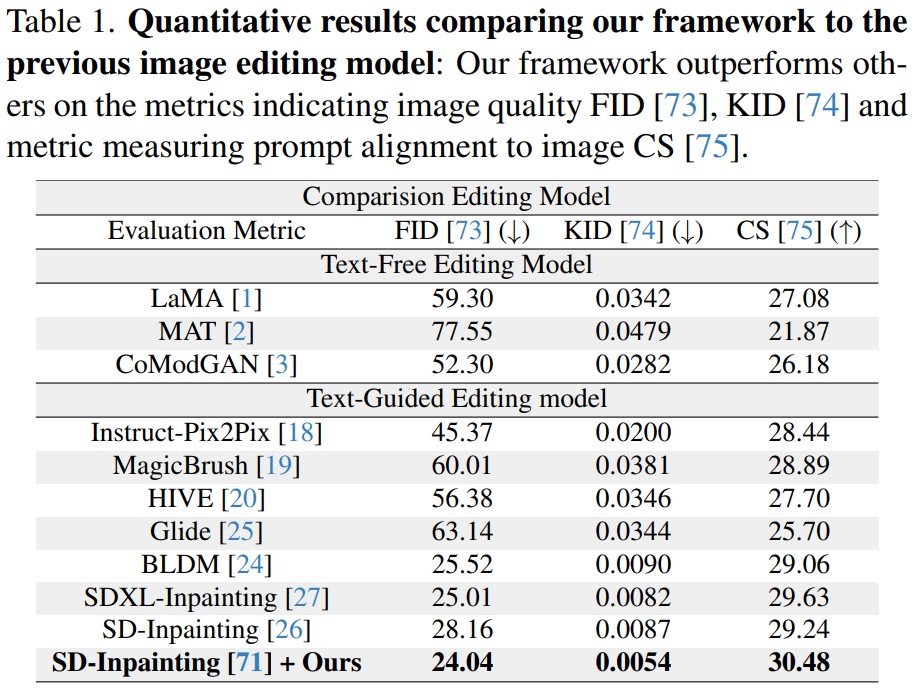 Table 1. Quantitative results comparing our framework to the
previous image editing model: Our framework outperforms oth-
ers on the metrics indicating image quality FID [73], KID [74] and
metric measuring prompt alignment to image CS [75].
Comparision Editing Model
Evaluation Metric FID [73] (↓) KID [74] (↓) CS [75] (↑)
Text-Free Editing Model
LaMA [1] 59.30 0.0342 27.08
MAT [2] 77.55 0.0479 21.87
CoModGAN [3] 52.30 0.0282 26.18
Text-Guided Editing model
Instruct-Pix2Pix [18] 45.37 0.0200 28.44
MagicBrush [19] 60.01 0.0381 28.89
HIVE [20] 56.38 0.0346 27.70
Glide [25] 63.14 0.0344 25.70
BLDM [24] 25.52 0.0090 29.06
SDXL-Inpainting [27] 25.01 0.0082 29.63
SD-Inpainting [26] 28.16 0.0087 29.24
SD-Inpainting [71] + Ours 24.04 0.0054 30.48